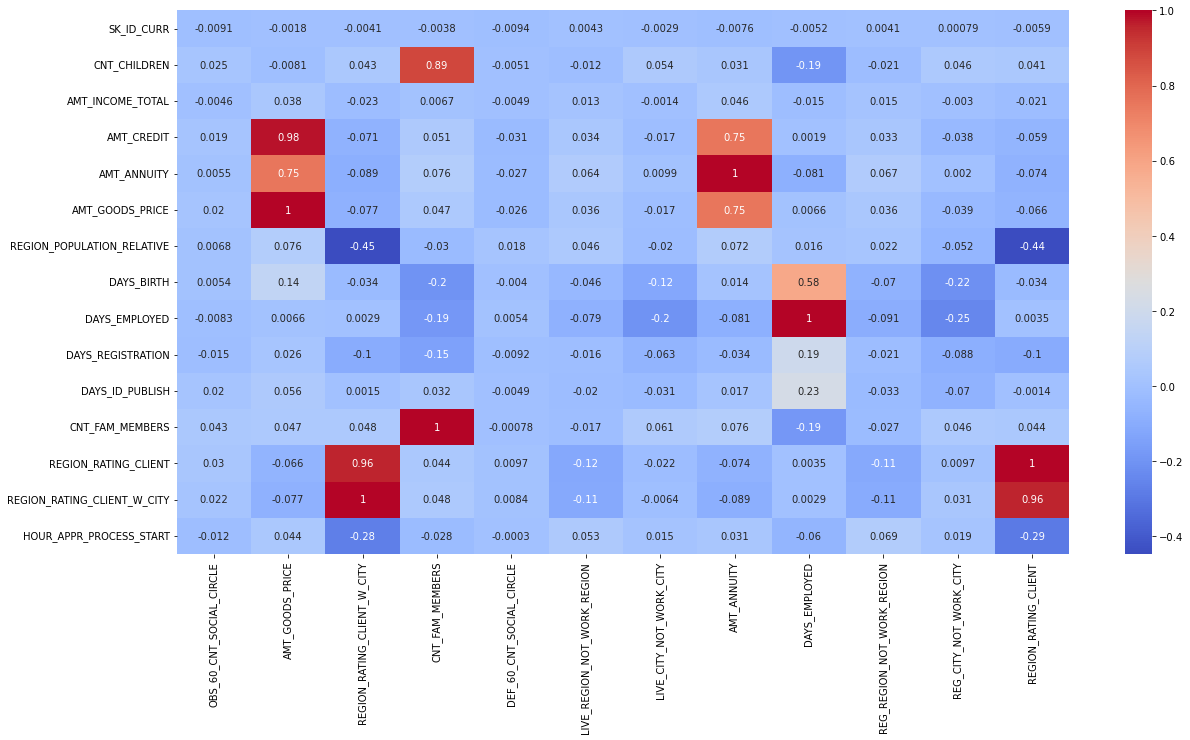 SK_ID_CURR -0.0091 -0.0018 -0.0041 -0.0038 -0.0094 0.0043 -0.0029 -0.0076 -0.0052 0.0041 0.00079 -0.0059
CNT_CHILDREN 0.025 -0.0081 0.043 0.89 -0.0051 -0.012 0.054 0.031 -0.19 -0.021 0.046 0.041
AMT_INCOME_TOTAL -0.0046 0.038 -0.023 0.0067 -0.0049 0.013 -0.0014 0.046 -0.015 0.015 -0.003 -0.021
AMT_CREDIT 0.019 0.98 -0.071 0.051 -0.031 0.034 -0.017 0.75 0.0019 0.033 -0.038 -0.059
AMT_ANNUITY 0.0055 0.75 -0.089 0.076 -0.027 0.064 0.0099 1 -0.081 0.067 0.002 -0.074
AMT_GOODS_PRICE 0.02 1 -0.077 0.047 -0.026 0.036 -0.017 0.75 0.0066 0.036 -0.039 -0.066
REGION_POPULATION_RELATIVE 0.0068 0.076 -0.45 -0.03 0.018 0.046 -0.02 0.072 0.016 0.022 -0.052 -0.44
DAYS_BIRTH 0.0054 0.14 -0.034 -0.2 -0.004 -0.046 -0.12 0.014 0.58 -0.07 -0.22 -0.034
DAYS_EMPLOYED -0.0083 0.0066 0.0029 -0.19 0.0054 -0.079 -0.2 -0.081 1 -0.091 -0.25 0.0035
DAYS_REGISTRATION -0.015 0.026 -0.1 -0.15 -0.0092 -0.016 -0.063 -0.034 0.19 -0.021 -0.088 -0.1
DAYS_ID_PUBLISH 0.02 0.056 0.0015 0.032 -0.0049 -0.02 -0.031 0.017 0.23 -0.033 -0.07 -0.0014
CNT_FAM_MEMBERS 0.043 0.047 0.048 1 -0.00078 -0.017 0.061 0.076 -0.19 -0.027 0.046 0.044
REGION_RATING_CLIENT 0.03 -0.066 0.96 0.044 0.0097 -0.12 -0.022 -0.074 0.0035 -0.11 0.0097 1
REGION_RATING_CLIENT_W_CITY 0.022 -0.077 1 0.048 0.0084 -0.11 -0.0064 -0.089 0.0029 -0.11 0.031 0.96
HOUR_APPR_PROCESS_START -0.012 0.044 -0.28 -0.028 -0.0003 0.053 0.015 0.031 -0.06 0.069 0.019 -0.29
OBS_60_CNT_SOCIAL_CIRCLE
AMT_GOODS_PRICE
REGION_RATING_CLIENT_W_CITY
CNT_FAM_MEMBERS
DEF_60_CNT_SOCIAL_CIRCLE
LIVE_REGION_NOT_WORK_REGION
LIVE_CITY_NOT_WORK_CITY
AMT_ANNUITY
DAYS_EMPLOYED
REG_REGION_NOT_WORK_REGION
REG_CITY_NOT_WORK_CITY
REGION_RATING_CLIENT
1.0
0.8
0.6
0.4
0.2
0.0
−0.2
−0.4